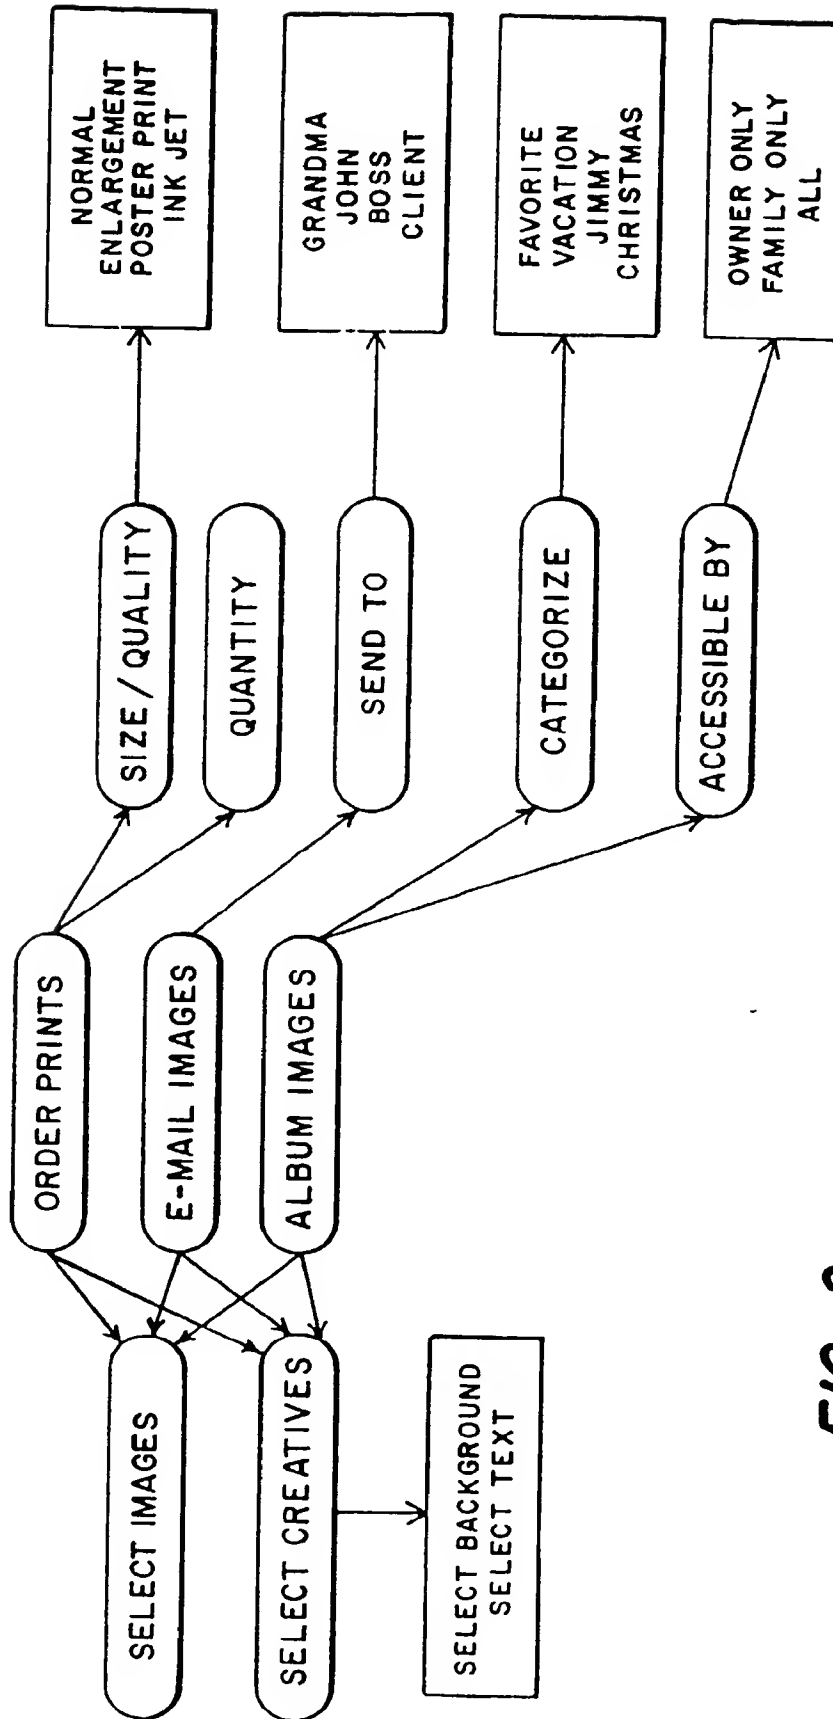 ORDER PRINTS
E-MAIL IMAGES
ALBUM IMAGES
SELECT IMAGES
SELECT CREATIVES
SELECT BACKGROUND
SELECT TEXT
SIZE/QUALITY
QUANTITY
SEND TO
CATEGORIZE
ACCESSIBLE BY
NORMAL
ENLARGEMENT
POSTER PRINT
INK JET
GRANDMA
JOHN
BOSS
CLIENT
FAVORITE
VACATION
JIMMY
CHRISTMAS
OWNER ONLY
FAMILY ONLY
ALL